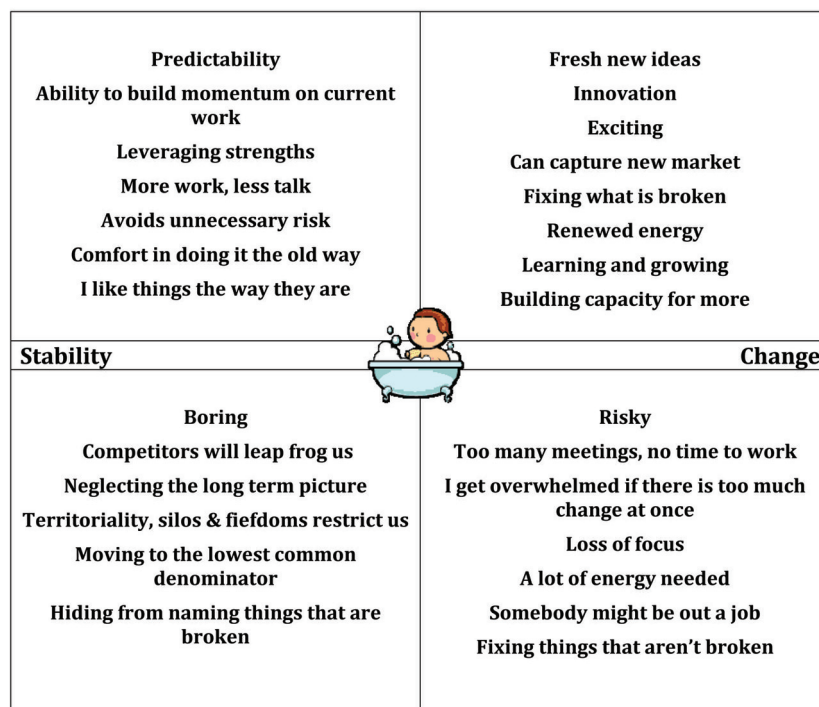 Predictability
Ability to build momentum on current
work
Leveraging strengths
More work, less talk
Avoids unnecessary risk
Comfort in doing it the old way
I like things the way they are
Fresh new ideas
Innovation
Exciting
Can capture new market
Fixing what is broken
Renewed energy
Learning and growing
Building capacity for more
Stability
Change
Boring
Competitors will leap frog us
Neglecting the long term picture
Territoriality, silos & fiefdoms restrict us
Moving to the lowest common
denominator
Hiding from naming things that are
broken
Risky
Too many meetings, no time to work
I get overwhelmed if there is too much
change at once
Loss of focus
A lot of energy needed
Somebody might be out a job
Fixing things that aren’t broken